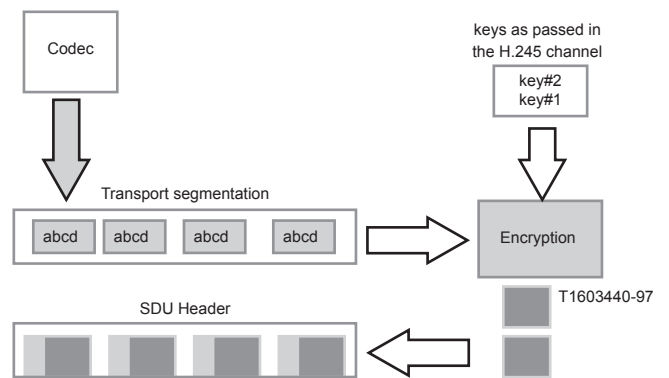 Codec
keys as passed in
the H.245 channel
key#2
key#1
Transport segmentation
abcd
abcd
abcd
abcd
Encryption
SDU Header
T1603440-97